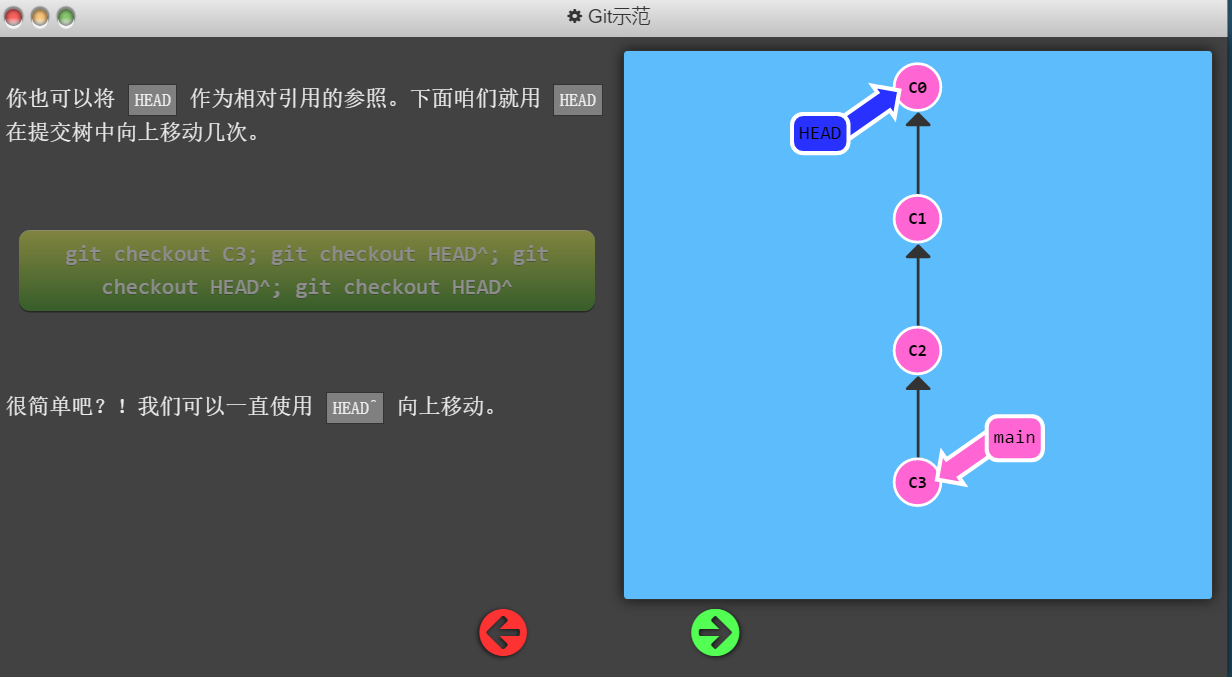 Git示范
你也可以将 HEAD 作为相对引用的参照。下面咱们就用 HEAD
在提交树中向上移动几次。
git checkout C3; git checkout HEAD^; git
checkout HEAD^; git checkout HEAD^
很简单吧？！我们可以一直使用 HEAD^ 向上移动。
C0
HEAD
C1
C2
main
C3